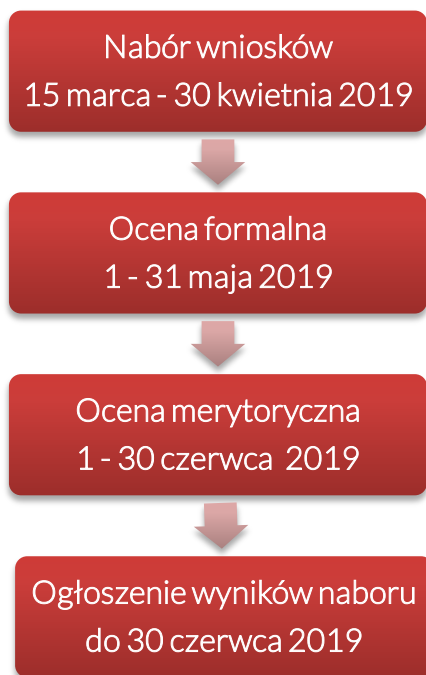 Nabór wniosków
15 marca - 30 kwietnia 2019
Ocena formalna
1 - 31 maja 2019
Ocena merytoryczna
1 - 30 czerwca 2019
Ogłoszenie wyników naboru
do 30 czerwca 2019